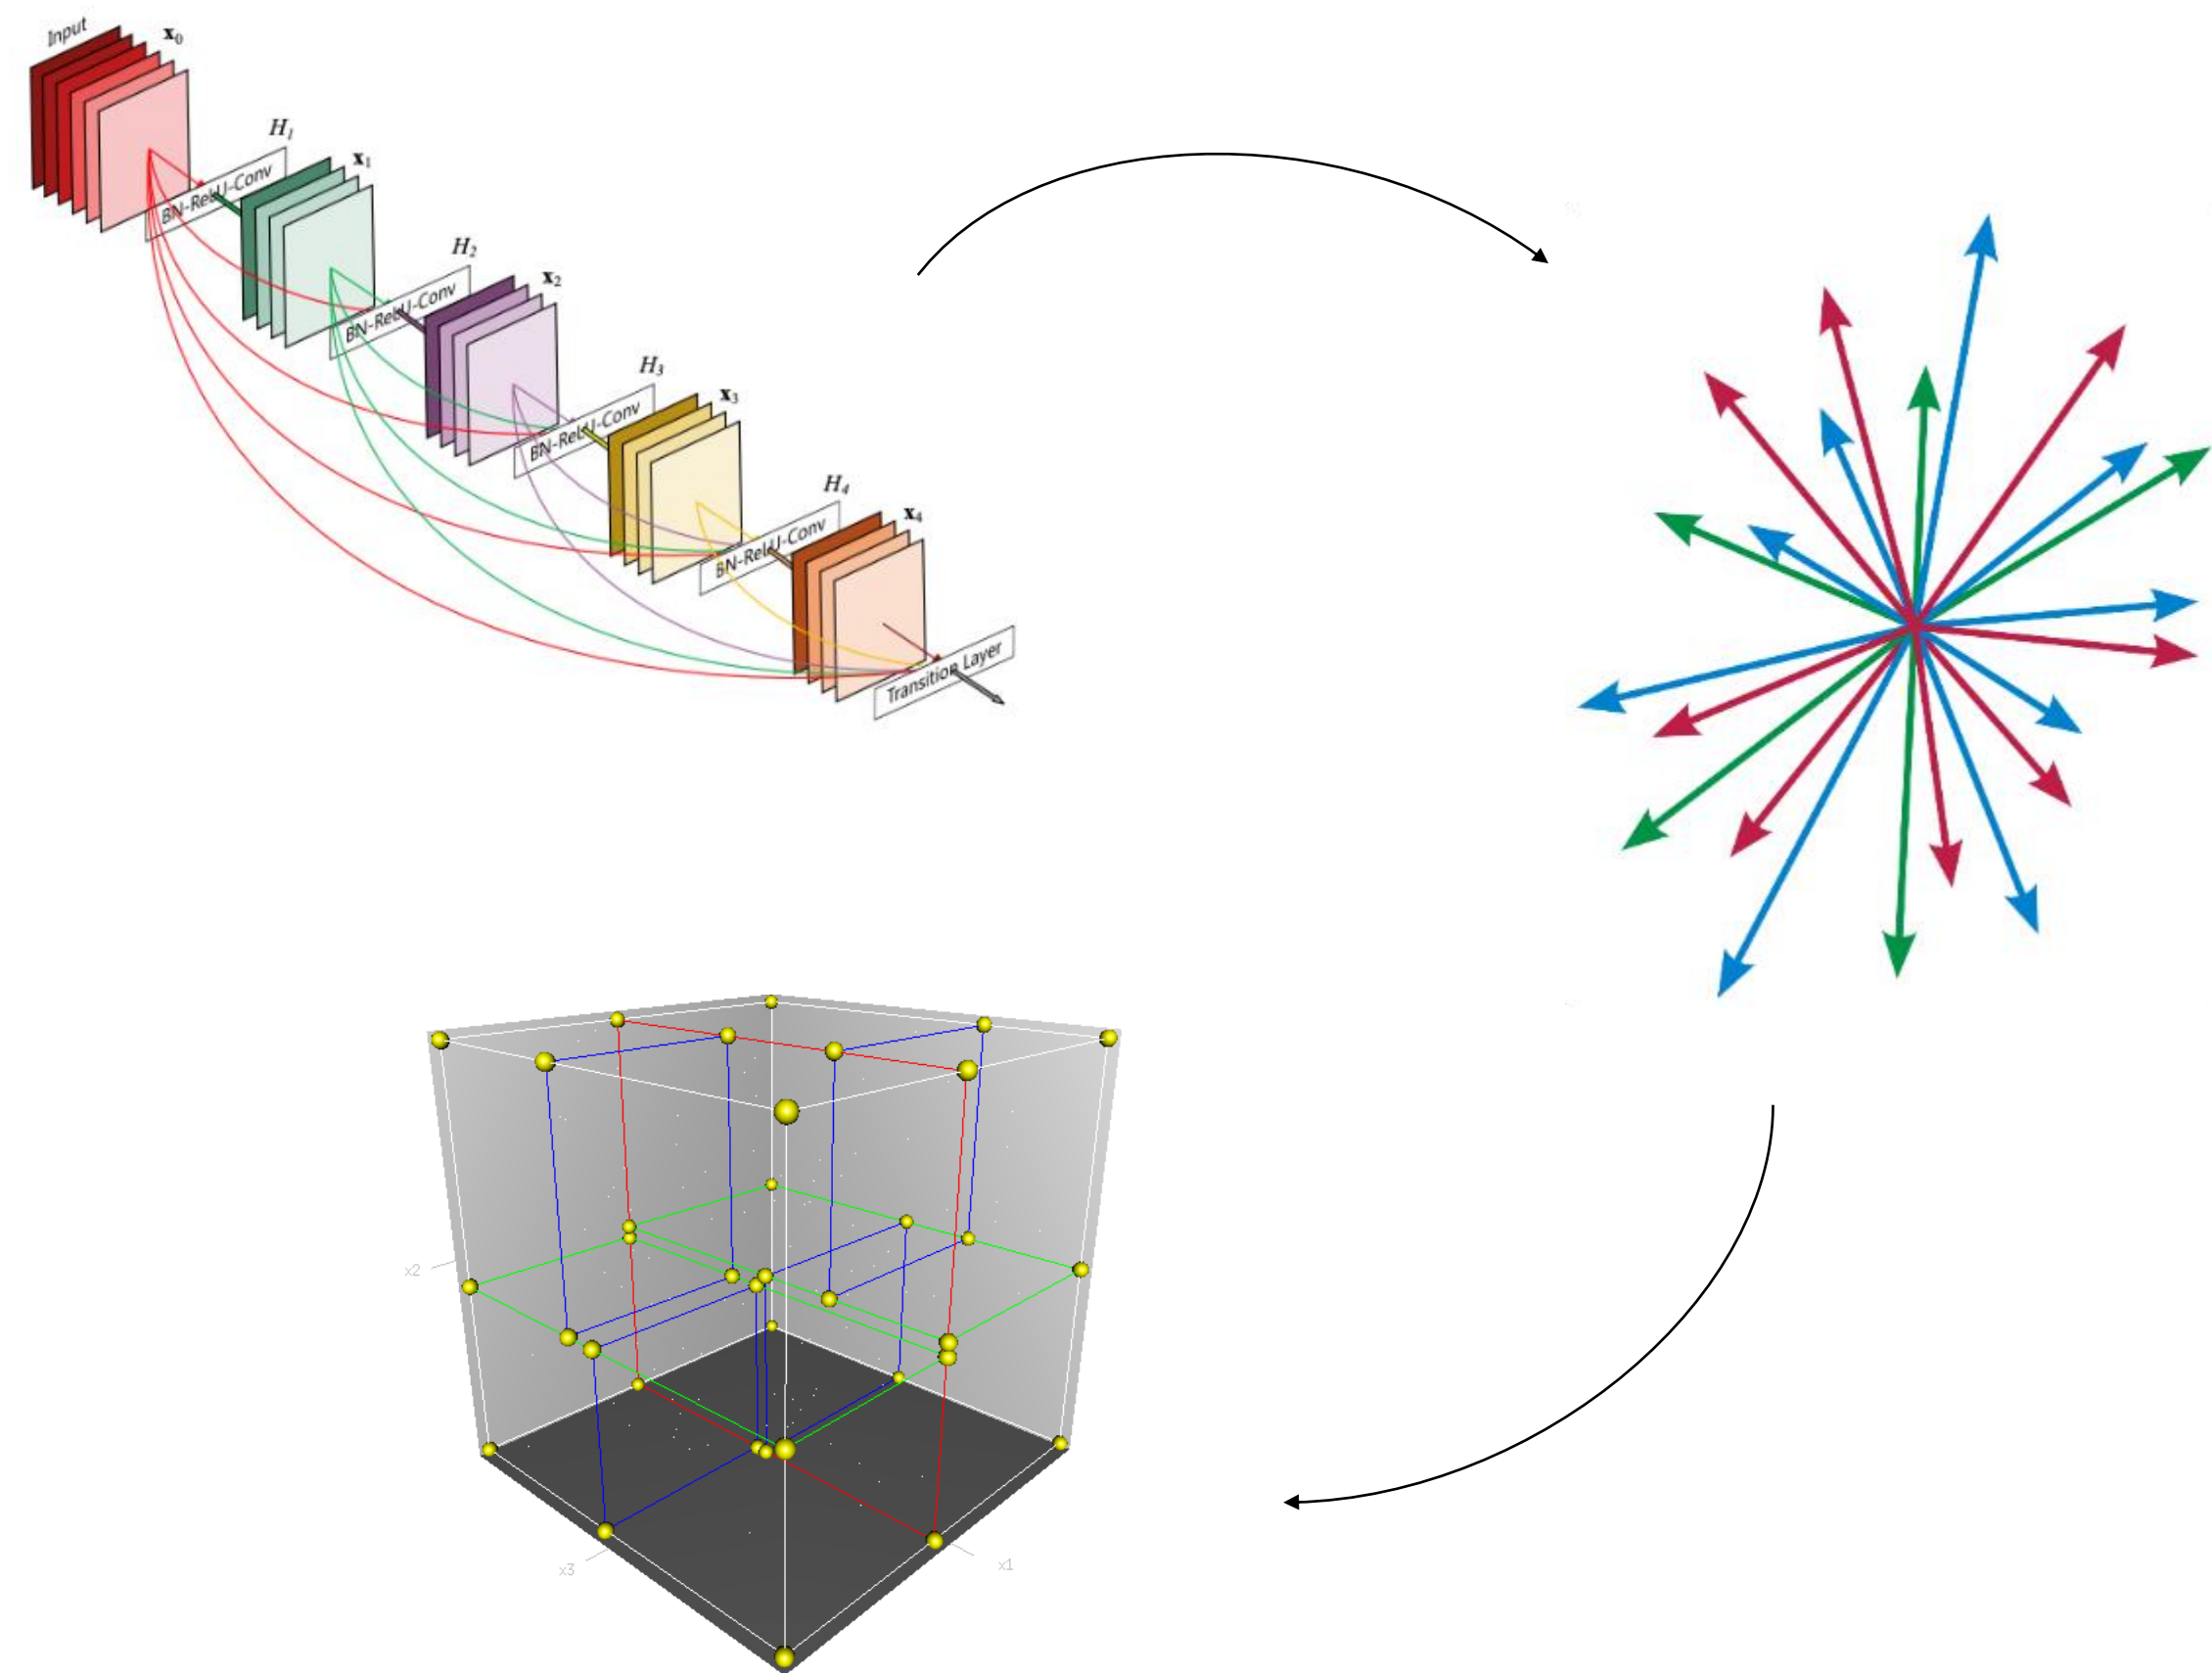 Input
x₀
H₁
BN-ReLU-Conv
x₁
H₂
BN-ReLU-Conv
x₂
H₃
BN-ReLU-Conv
x₃
H₄
BN-ReLU-Conv
x₄
Transition Layer
x2
x3
x1